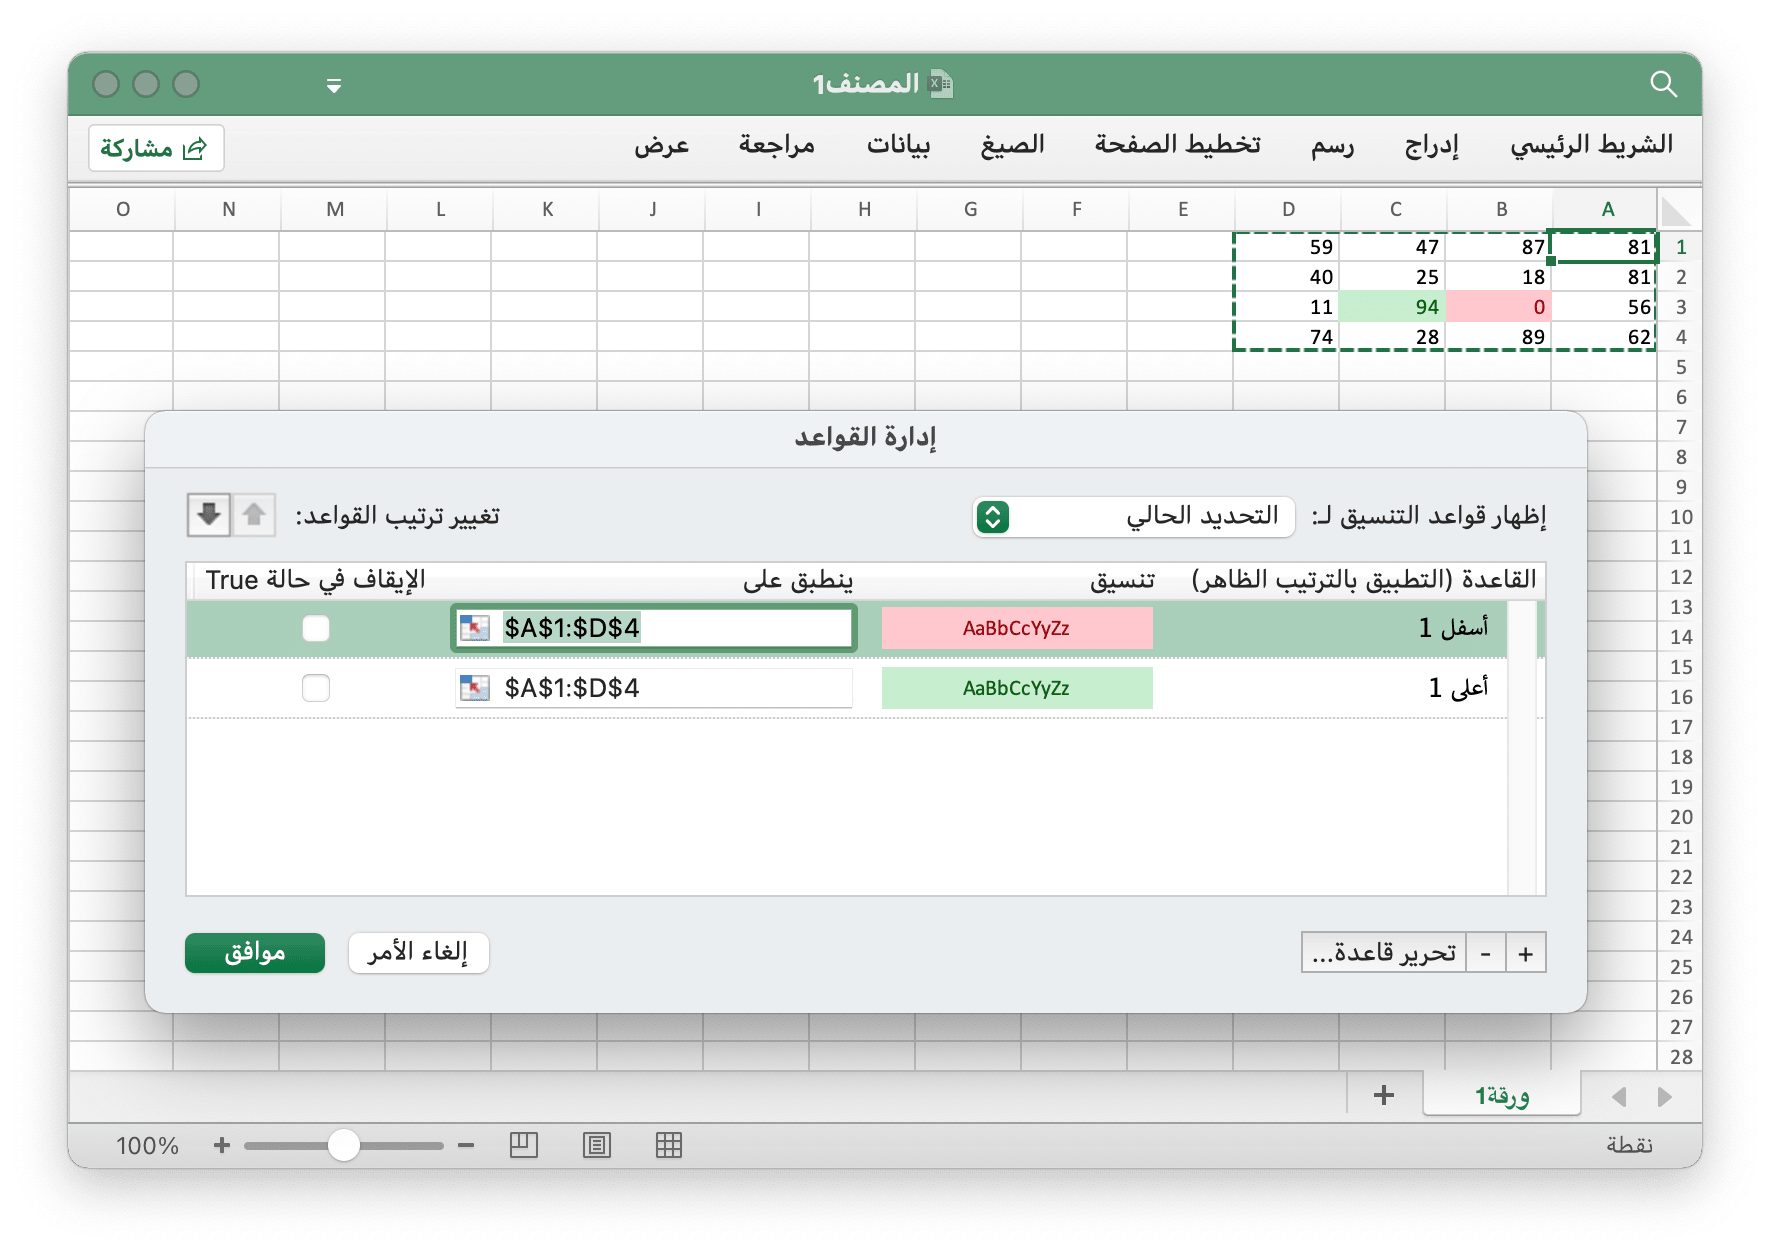 المصنف1
الشريط الرئيسي إدراج رسم تخطيط الصفحة الصيغ بيانات مراجعة عرض مشاركة
A B C D E F G H I J K L M N O
1 81 87 47 59
2 81 18 25 40
3 56 0 94 11
4 62 89 28 74
5
6
7
8
9
10
11
12
13
14
15
16
17
18
19
20
21
22
23
24
25
26
27
28
إدارة القواعد
إظهار قواعد التنسيق لـ: التحديد الحالي تغيير ترتيب القواعد:
القاعدة (التطبيق بالترتيب الظاهر) تنسيق ينطبق على الإيقاف في حالة True
أسفل 1 AaBbCcYyZz $A$1:$D$4
أعلى 1 AaBbCcYyZz $A$1:$D$4
+ - تحرير قاعدة... إلغاء الأمر موافق
ورقة1 +
نقطة − + 100%